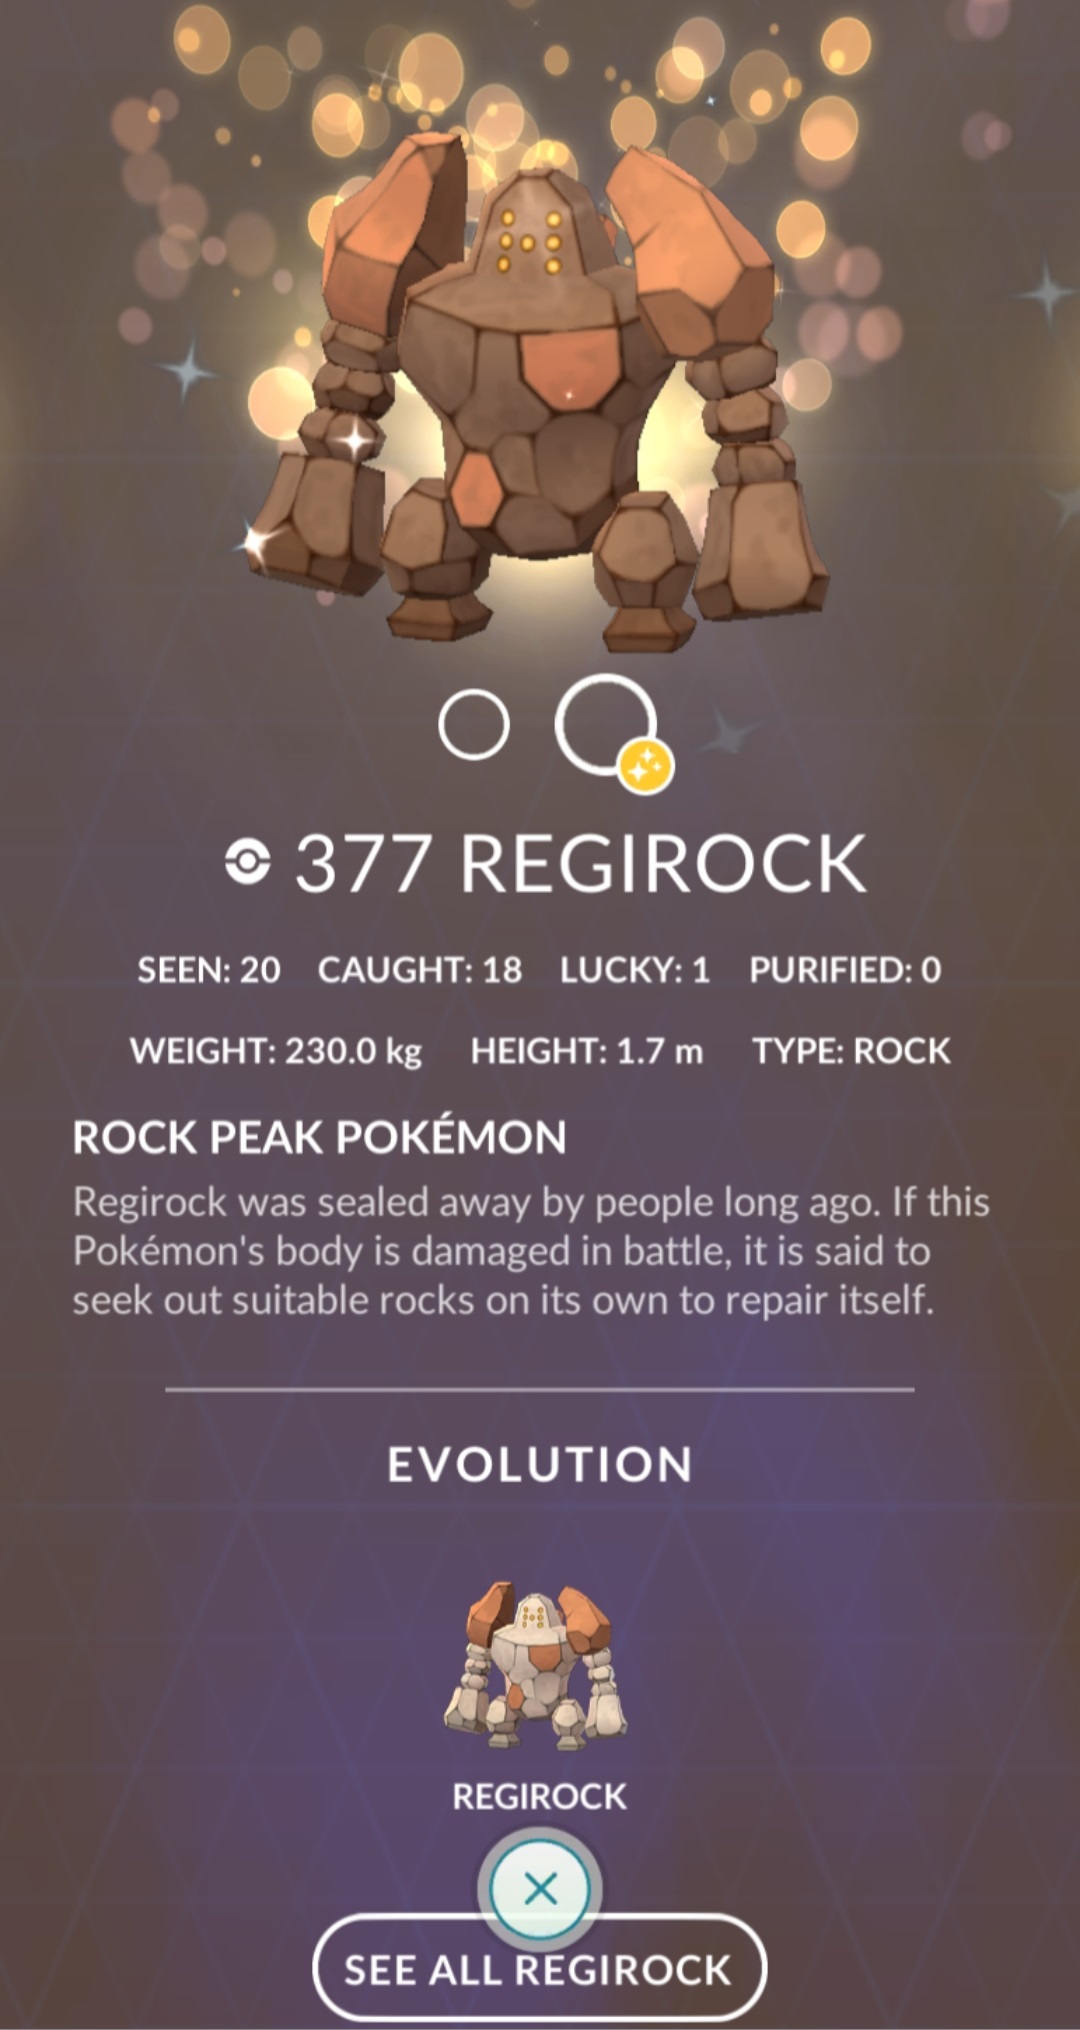 377 REGIROCK
SEEN: 20 CAUGHT: 18 LUCKY: 1 PURIFIED: 0
WEIGHT: 230.0 kg HEIGHT: 1.7 m TYPE: ROCK
ROCK PEAK POKÉMON
Regirock was sealed away by people long ago. If this
Pokémon's body is damaged in battle, it is said to
seek out suitable rocks on its own to repair itself.
EVOLUTION
REGIROCK
SEE ALL REGIROCK